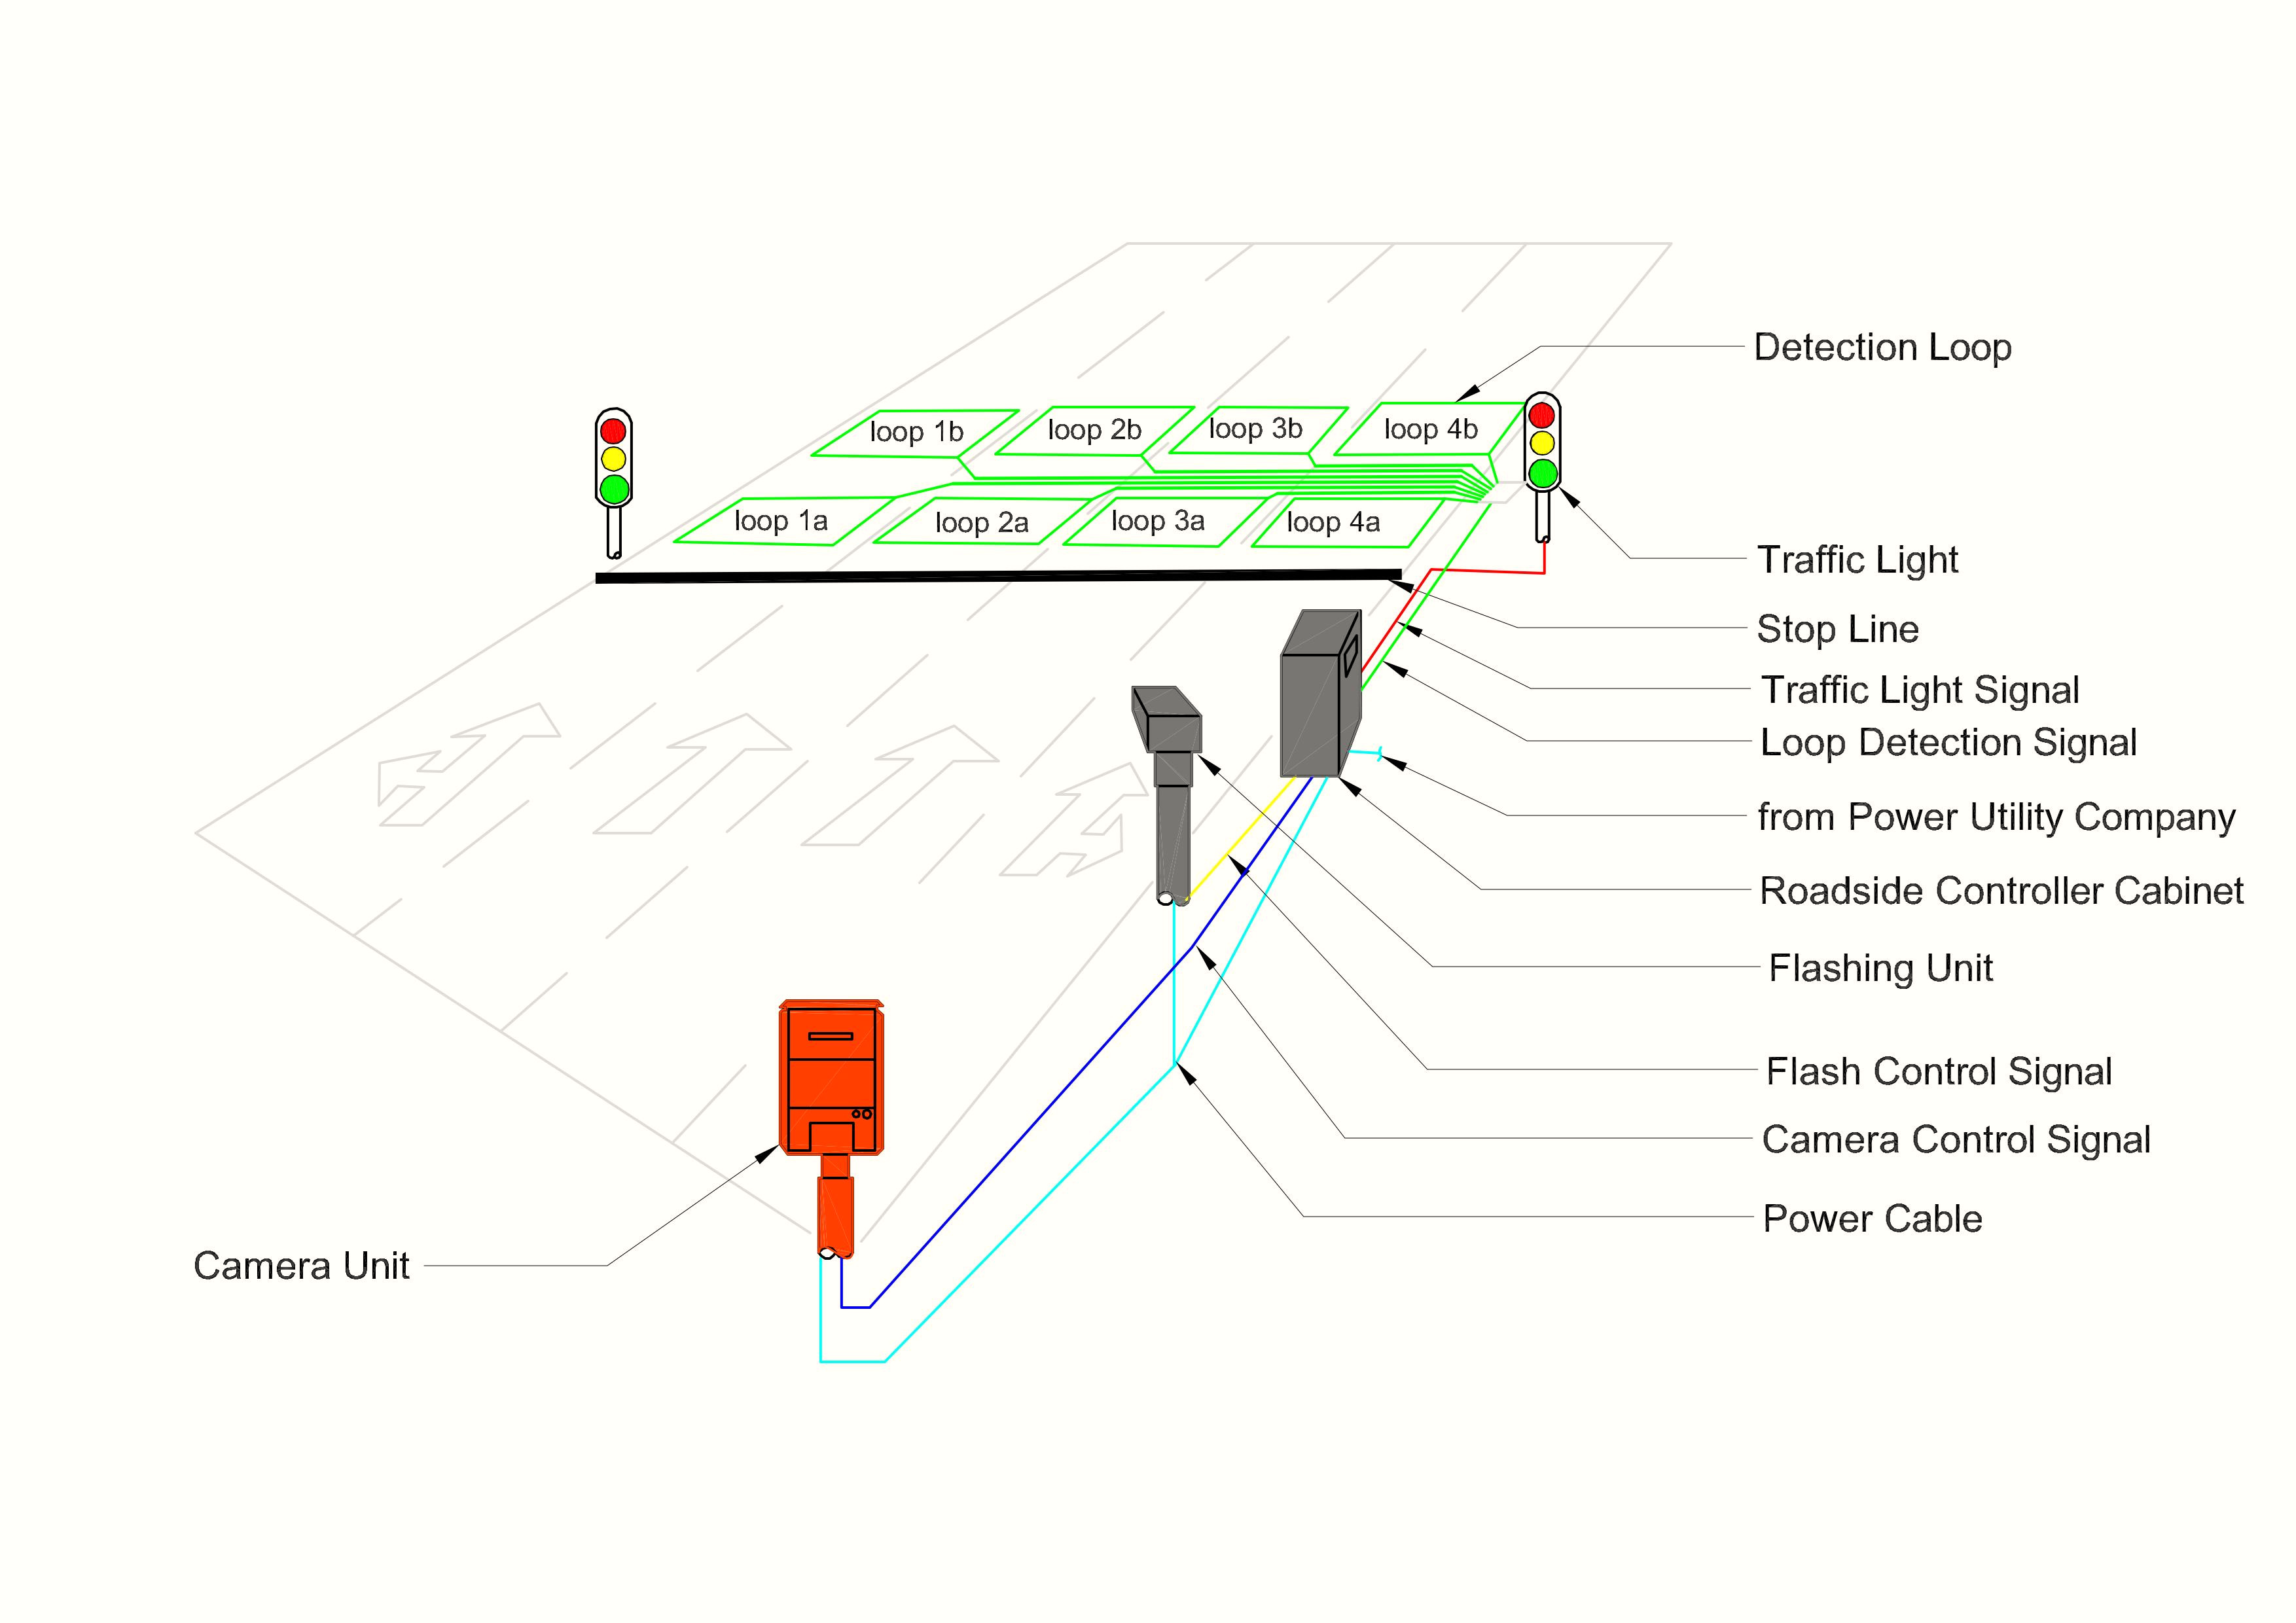 Detection Loop
loop 1b
loop 2b
loop 3b
loop 4b
loop 1a
loop 2a
loop 3a
loop 4a
Traffic Light
Stop Line
Traffic Light Signal
Loop Detection Signal
from Power Utility Company
Roadside Controller Cabinet
Flashing Unit
Flash Control Signal
Camera Control Signal
Power Cable
Camera Unit